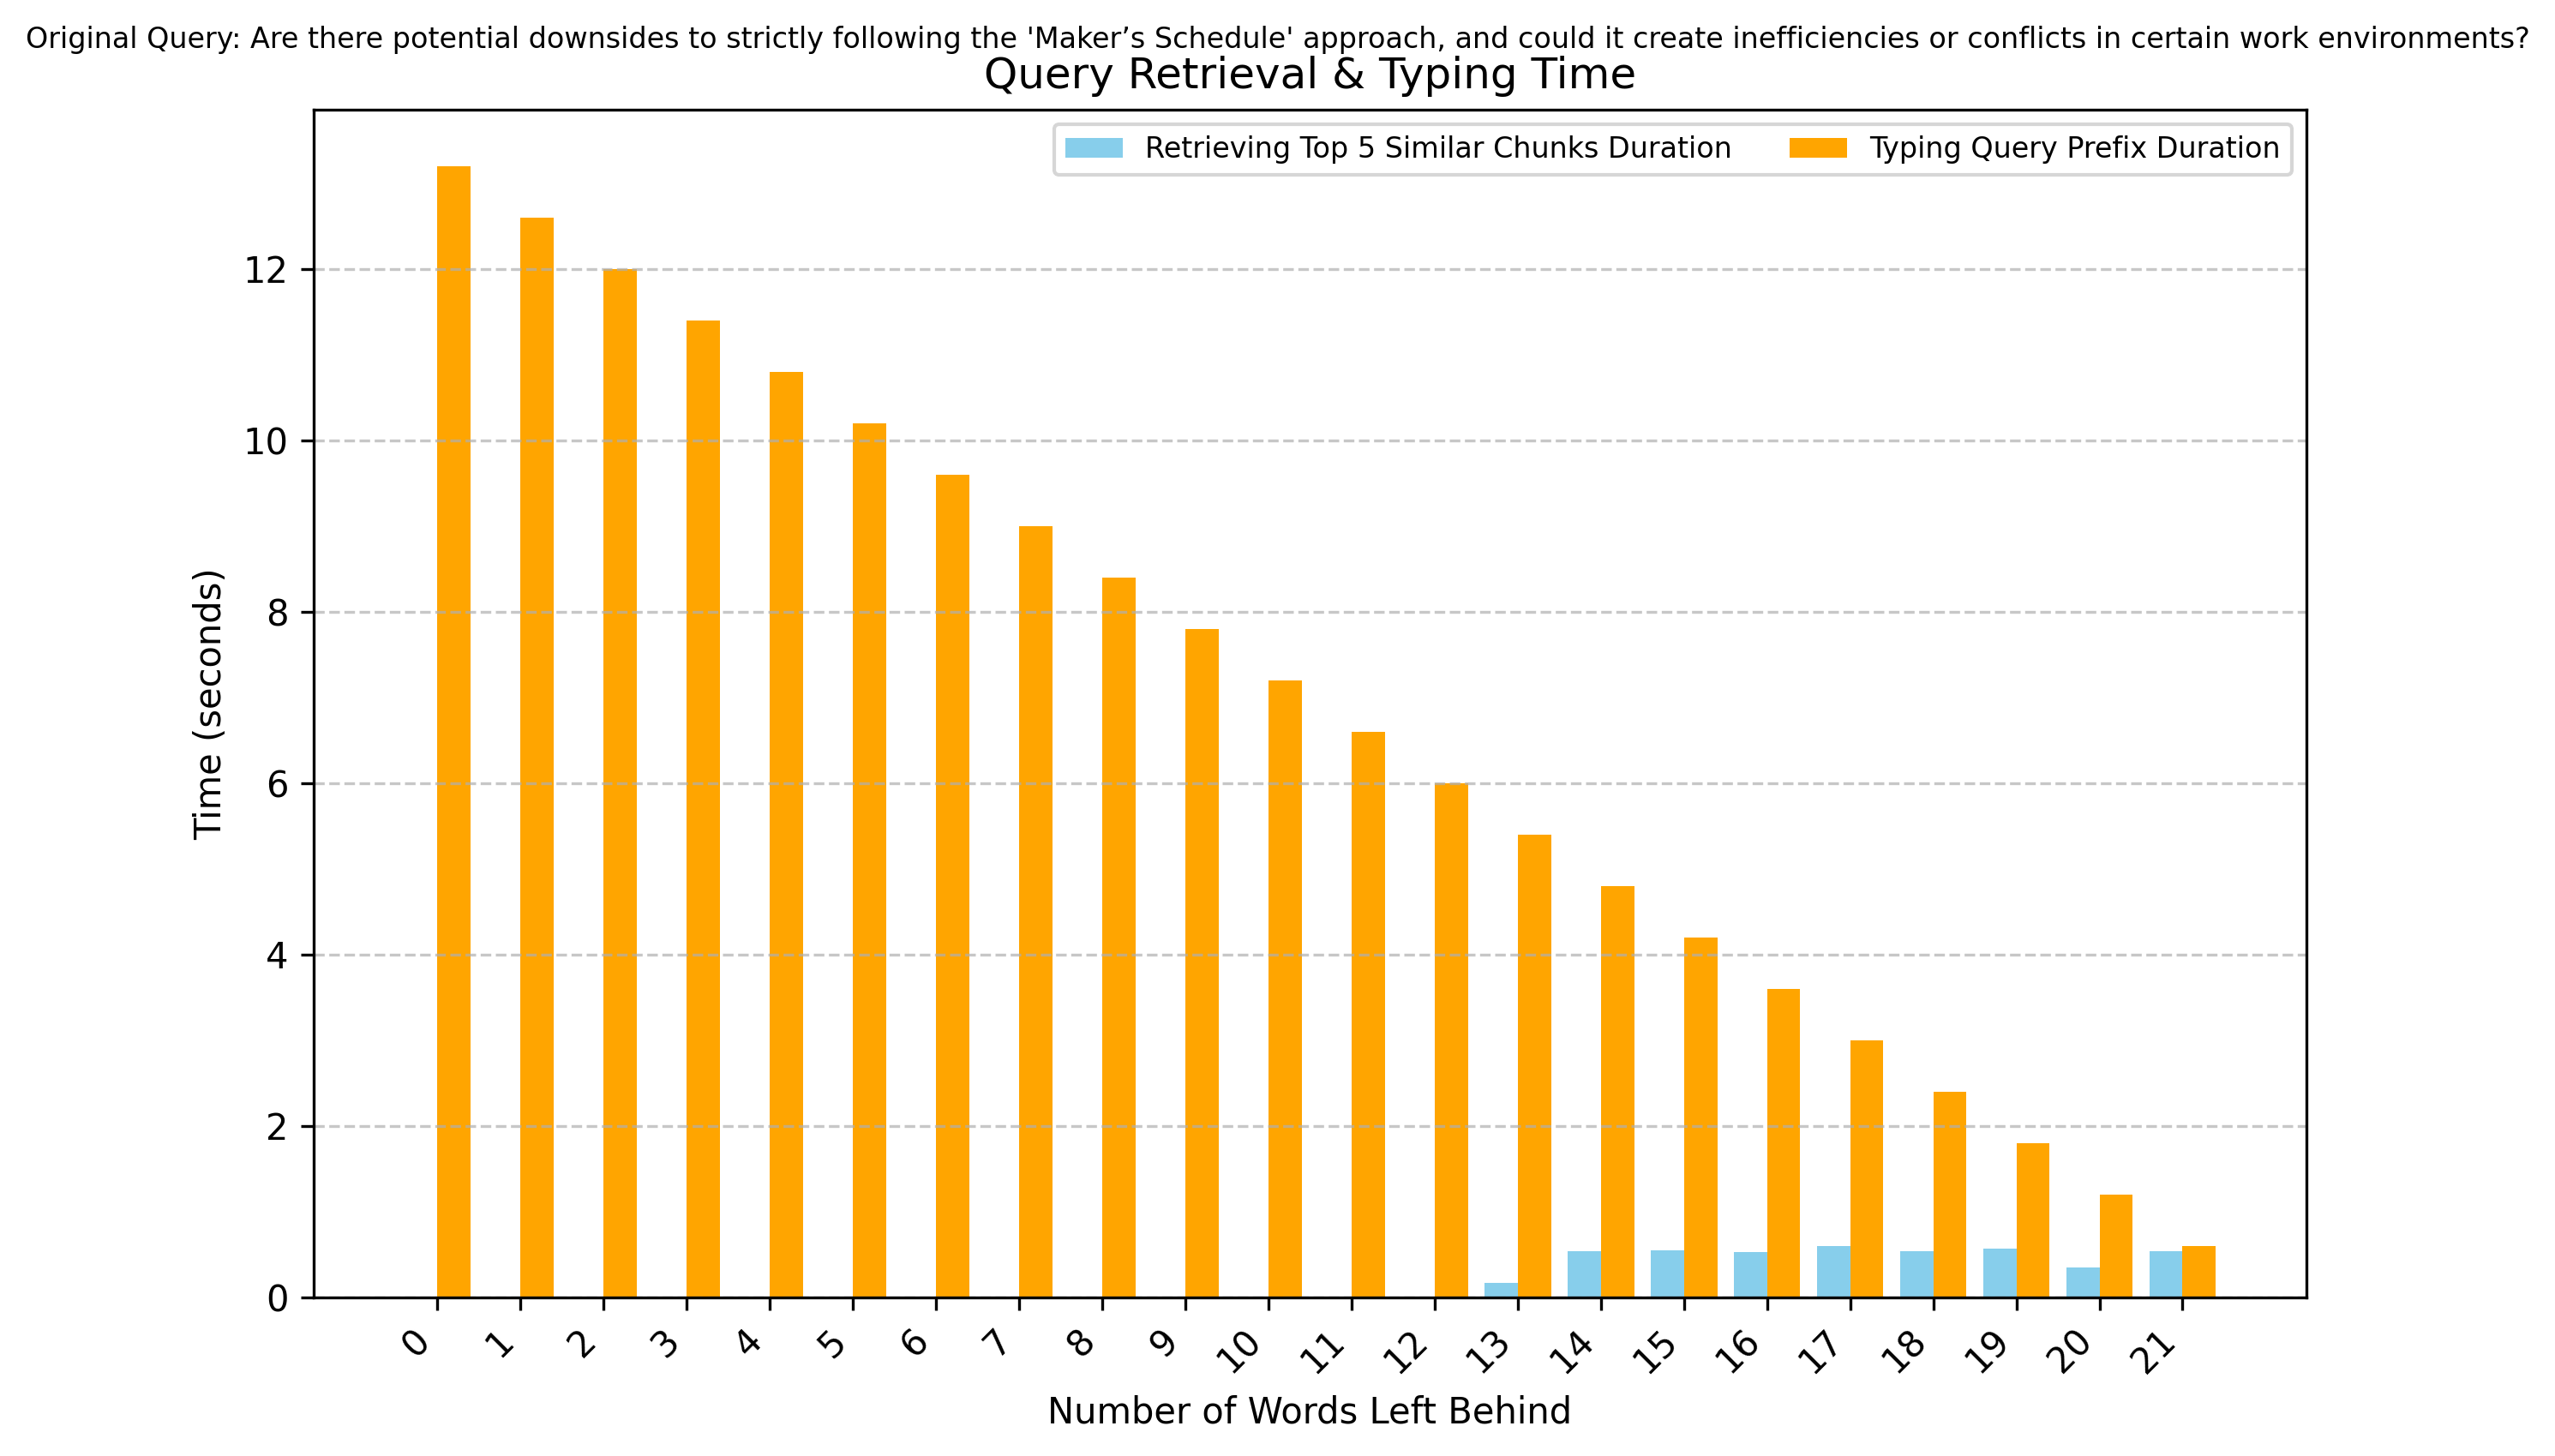 Original Query: Are there potential downsides to strictly following the 'Maker’s Schedule' approach, and could it create inefficiencies or conflicts in certain work environments?
Query Retrieval & Typing Time
Retrieving Top 5 Similar Chunks Duration
Typing Query Prefix Duration
Time (seconds)
12
10
8
6
4
2
0
0 1 2 3 4 5 6 7 8 9 10 11 12 13 14 15 16 17 18 19 20 21
Number of Words Left Behind